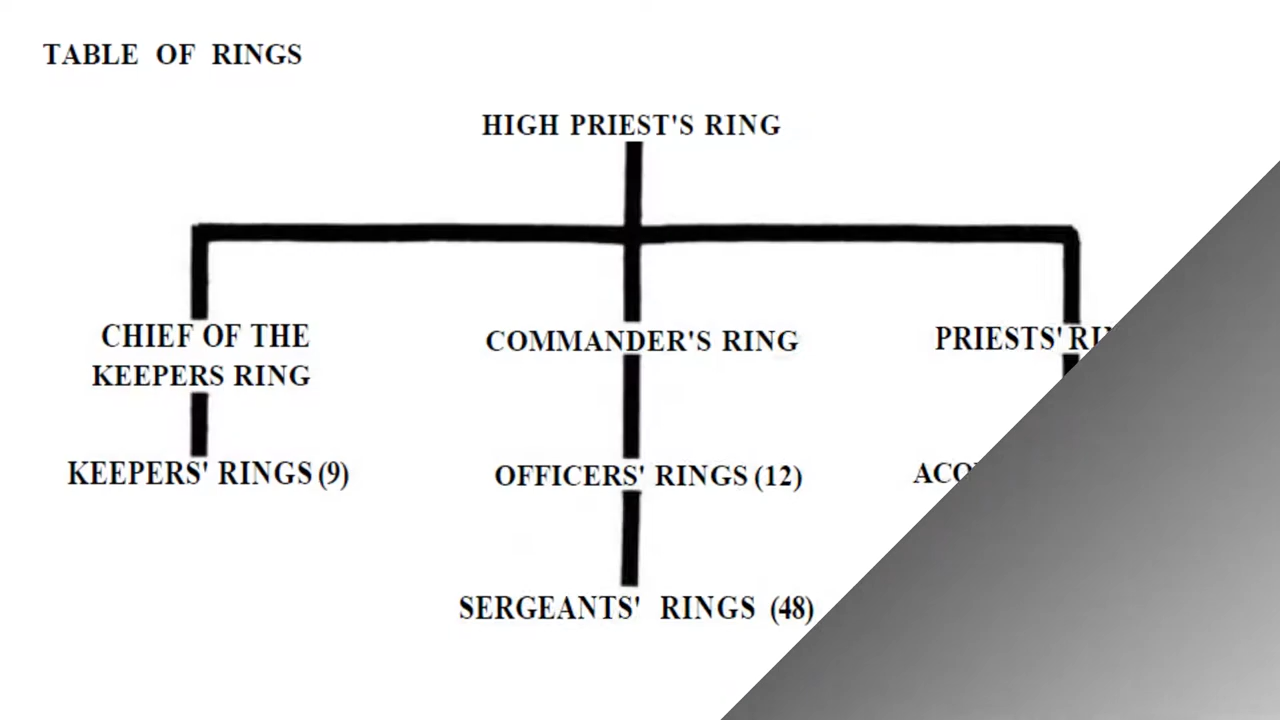 TABLE OF RINGS
HIGH PRIEST'S RING
CHIEF OF THE
KEEPERS RING
COMMANDER'S RING
PRIESTS'
KEEPERS' RINGS (9)
OFFICERS' RINGS (12)
SERGEANTS' RINGS (48)